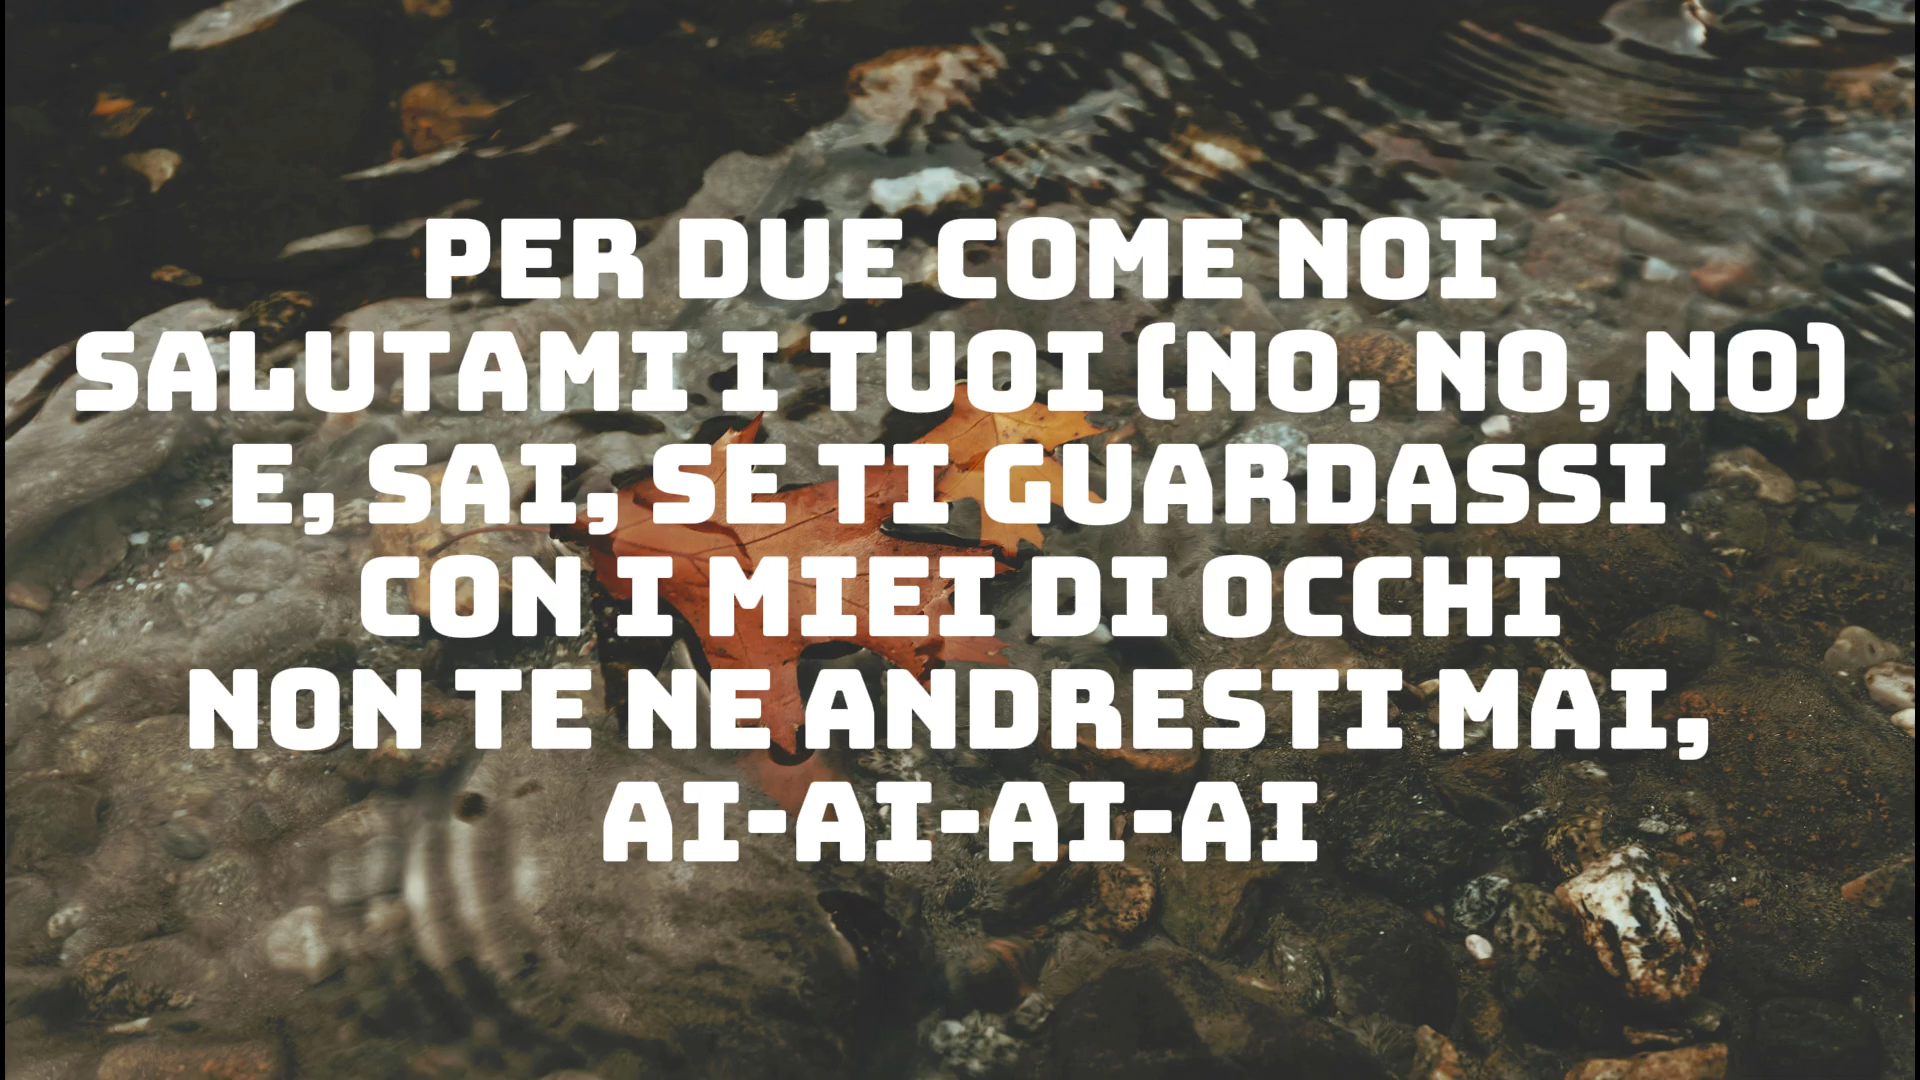 PER DUE COME NOI
SALUTAMI I TUOI (NO, NO, NO)
E, SAI, SE TI GUARDASSI
CON I MIEI DI OCCHI
NON TE NE ANDRESTI MAI,
AI-AI-AI-AI